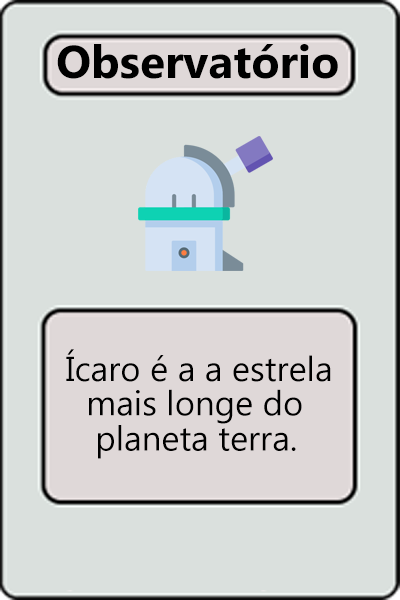 Observatório
Ícaro é a a estrela
mais longe do
planeta terra.